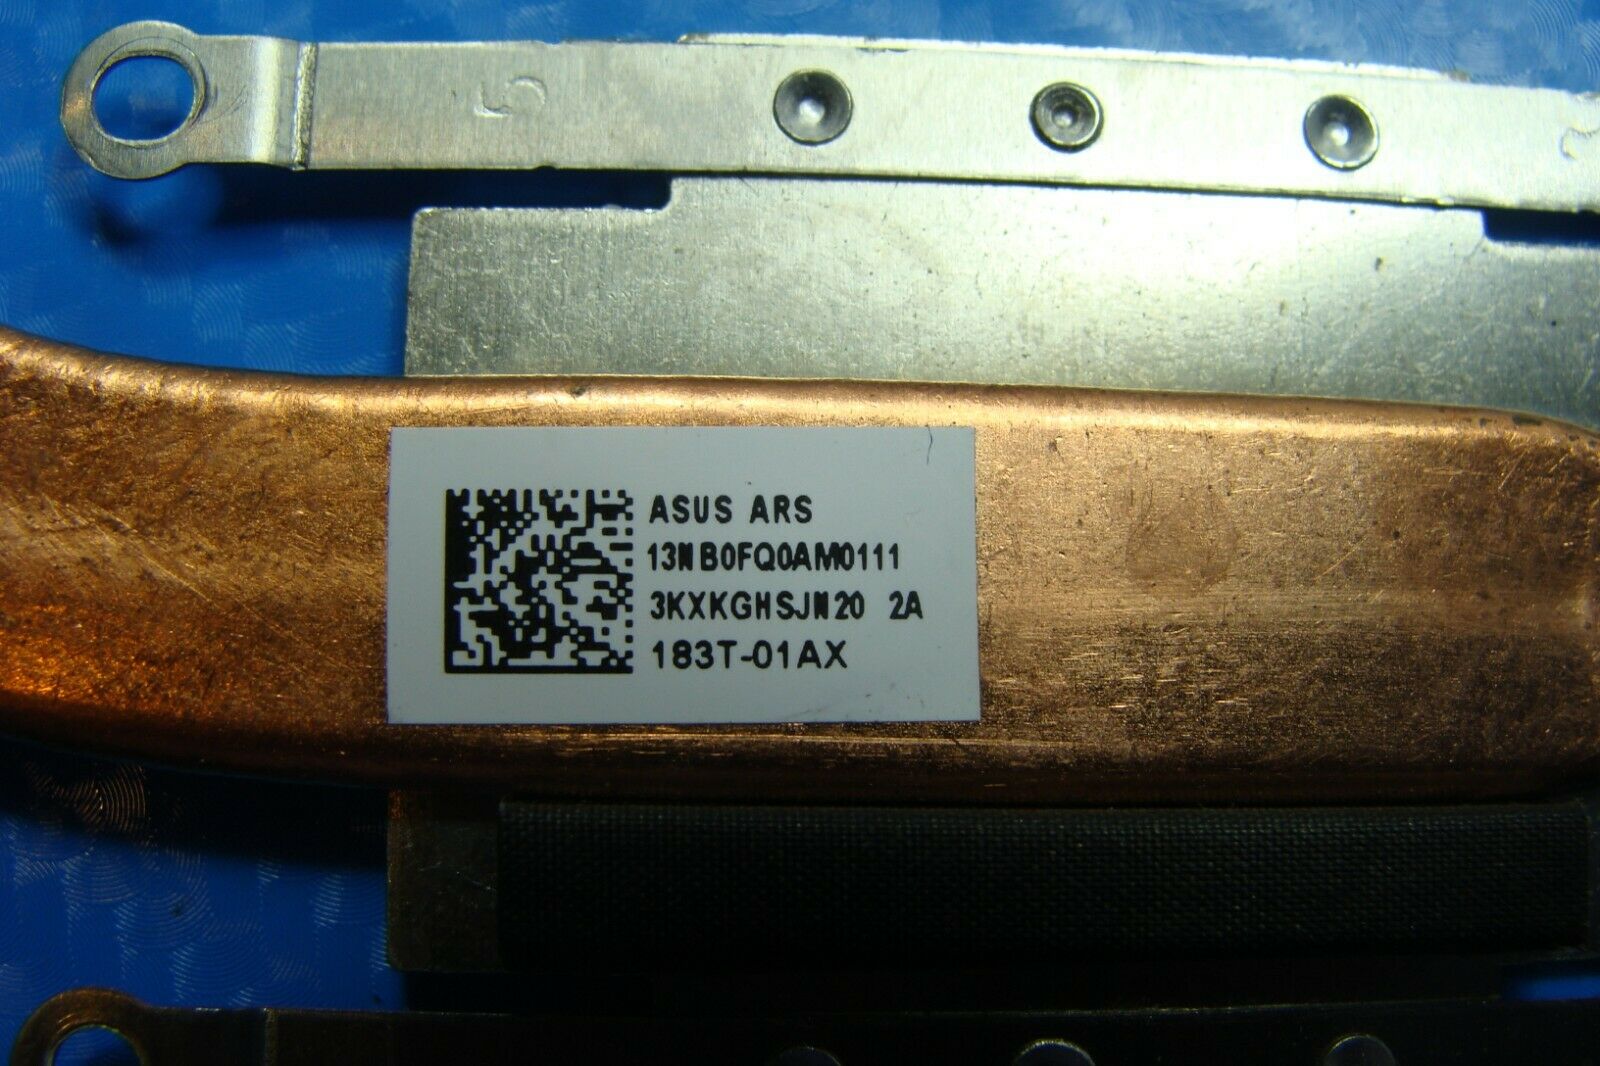 ASUS ARS
13NB0FQ0AM0111
3KXKGHSJN20 2A
183T-01AX